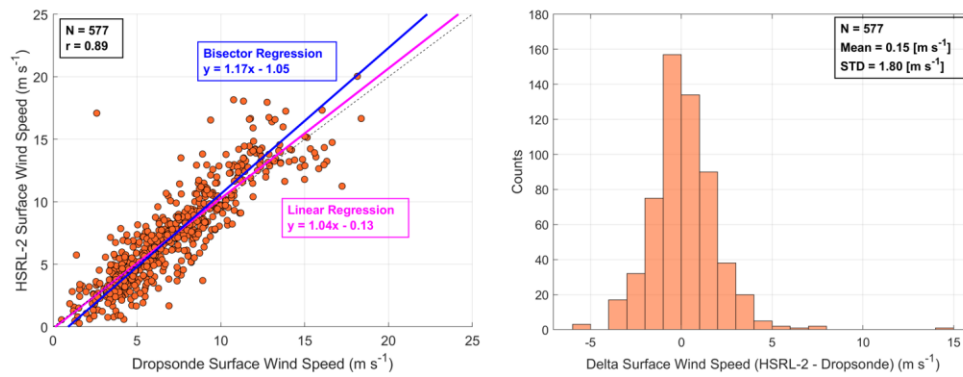 N = 577
r = 0.89
Bisector Regression
y = 1.17x - 1.05
Linear Regression
y = 1.04x - 0.13
HSRL-2 Surface Wind Speed (m s⁻¹)
25
20
15
10
5
0
0 5 10 15 20 25
Dropsonde Surface Wind Speed (m s⁻¹)
N = 577
Mean = 0.15 [m s⁻¹]
STD = 1.80 [m s⁻¹]
Counts
180
160
140
120
100
80
60
40
20
0
-5 0 5 10 15
Delta Surface Wind Speed (HSRL-2 - Dropsonde) (m s⁻¹)